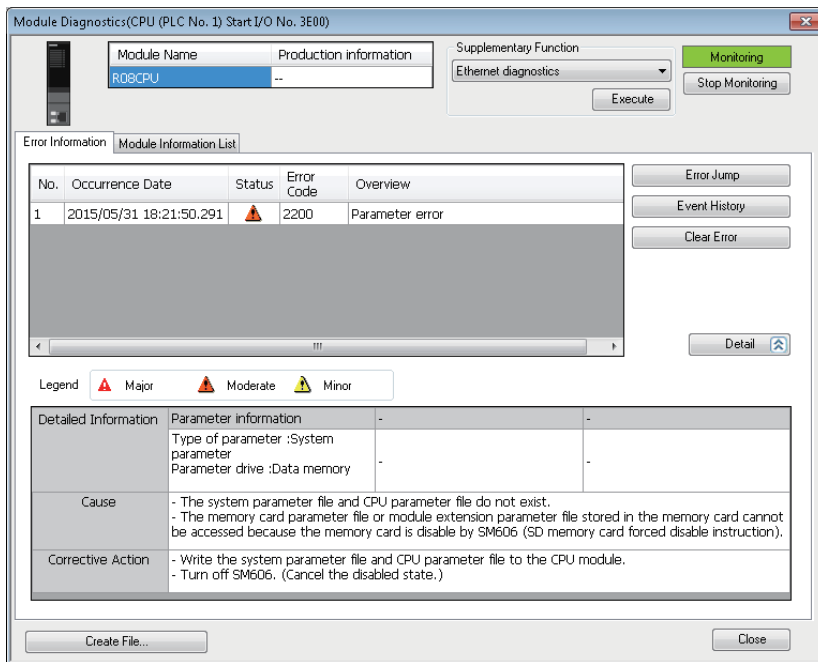 Module Diagnostics(CPU (PLC No. 1) Start I/O No. 3E00)
Module Name Production information
R08CPU --
Supplementary Function
Ethernet diagnostics
Execute
Monitoring
Stop Monitoring
Error Information Module Information List
No. Occurrence Date Status Error Code Overview
1 2015/05/31 18:21:50.291 2200 Parameter error
Error Jump
Event History
Clear Error
Detail
Legend Major Moderate Minor
Detailed Information Parameter information - -
Type of parameter :System
parameter
Parameter drive :Data memory - -
Cause - The system parameter file and CPU parameter file do not exist.
- The memory card parameter file or module extension parameter file stored in the memory card cannot
be accessed because the memory card is disable by SM606 (SD memory card forced disable instruction).
Corrective Action - Write the system parameter file and CPU parameter file to the CPU module.
- Turn off SM606. (Cancel the disabled state.)
Create File... Close